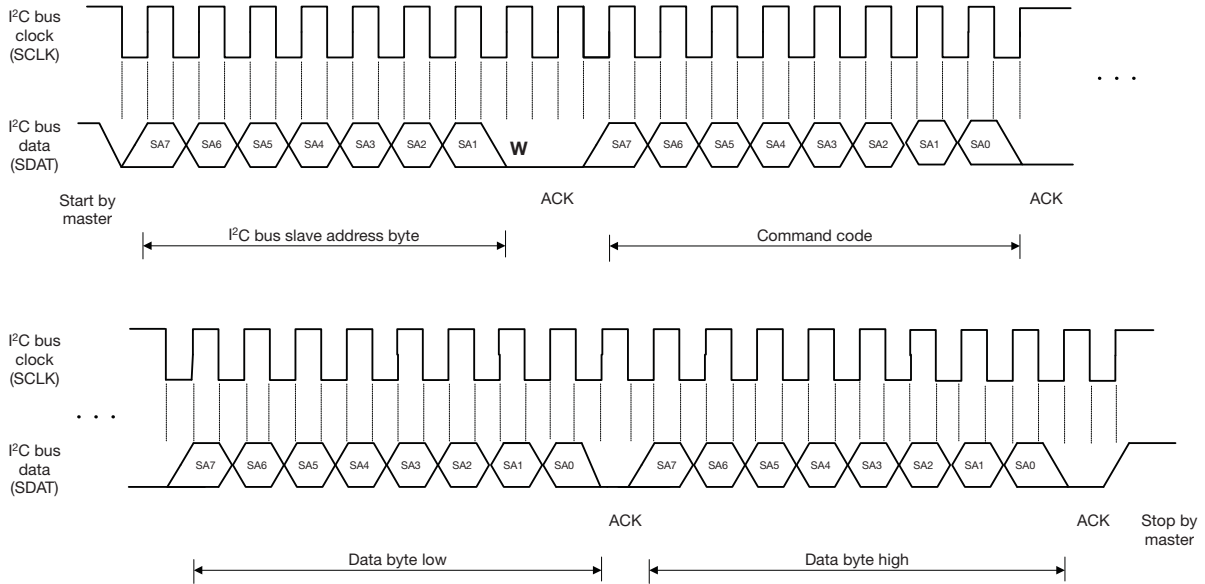 I²C bus
clock
(SCLK)
. . .
I²C bus
data
(SDAT)
SA7 SA6 SA5 SA4 SA3 SA2 SA1 W SA7 SA6 SA5 SA4 SA3 SA2 SA1 SA0
Start by
master
ACK ACK
I²C bus slave address byte Command code
I²C bus
clock
(SCLK)
. . .
I²C bus
data
(SDAT)
SA7 SA6 SA5 SA4 SA3 SA2 SA1 SA0 SA7 SA6 SA5 SA4 SA3 SA2 SA1 SA0
ACK ACK Stop by
master
Data byte low Data byte high